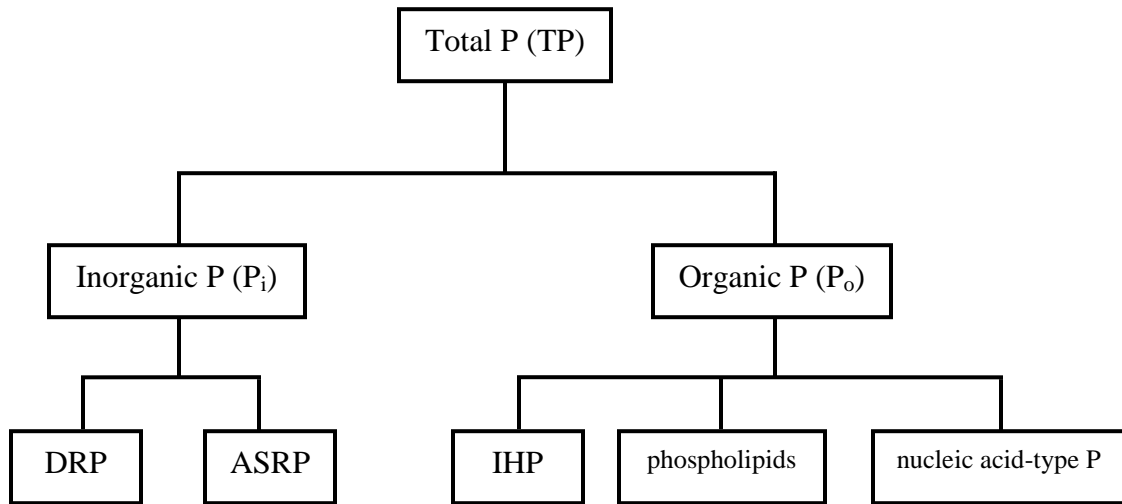 Total P (TP)
Inorganic P (Pᵢ)
Organic P (Pₒ)
DRP
ASRP
IHP
phospholipids
nucleic acid-type P